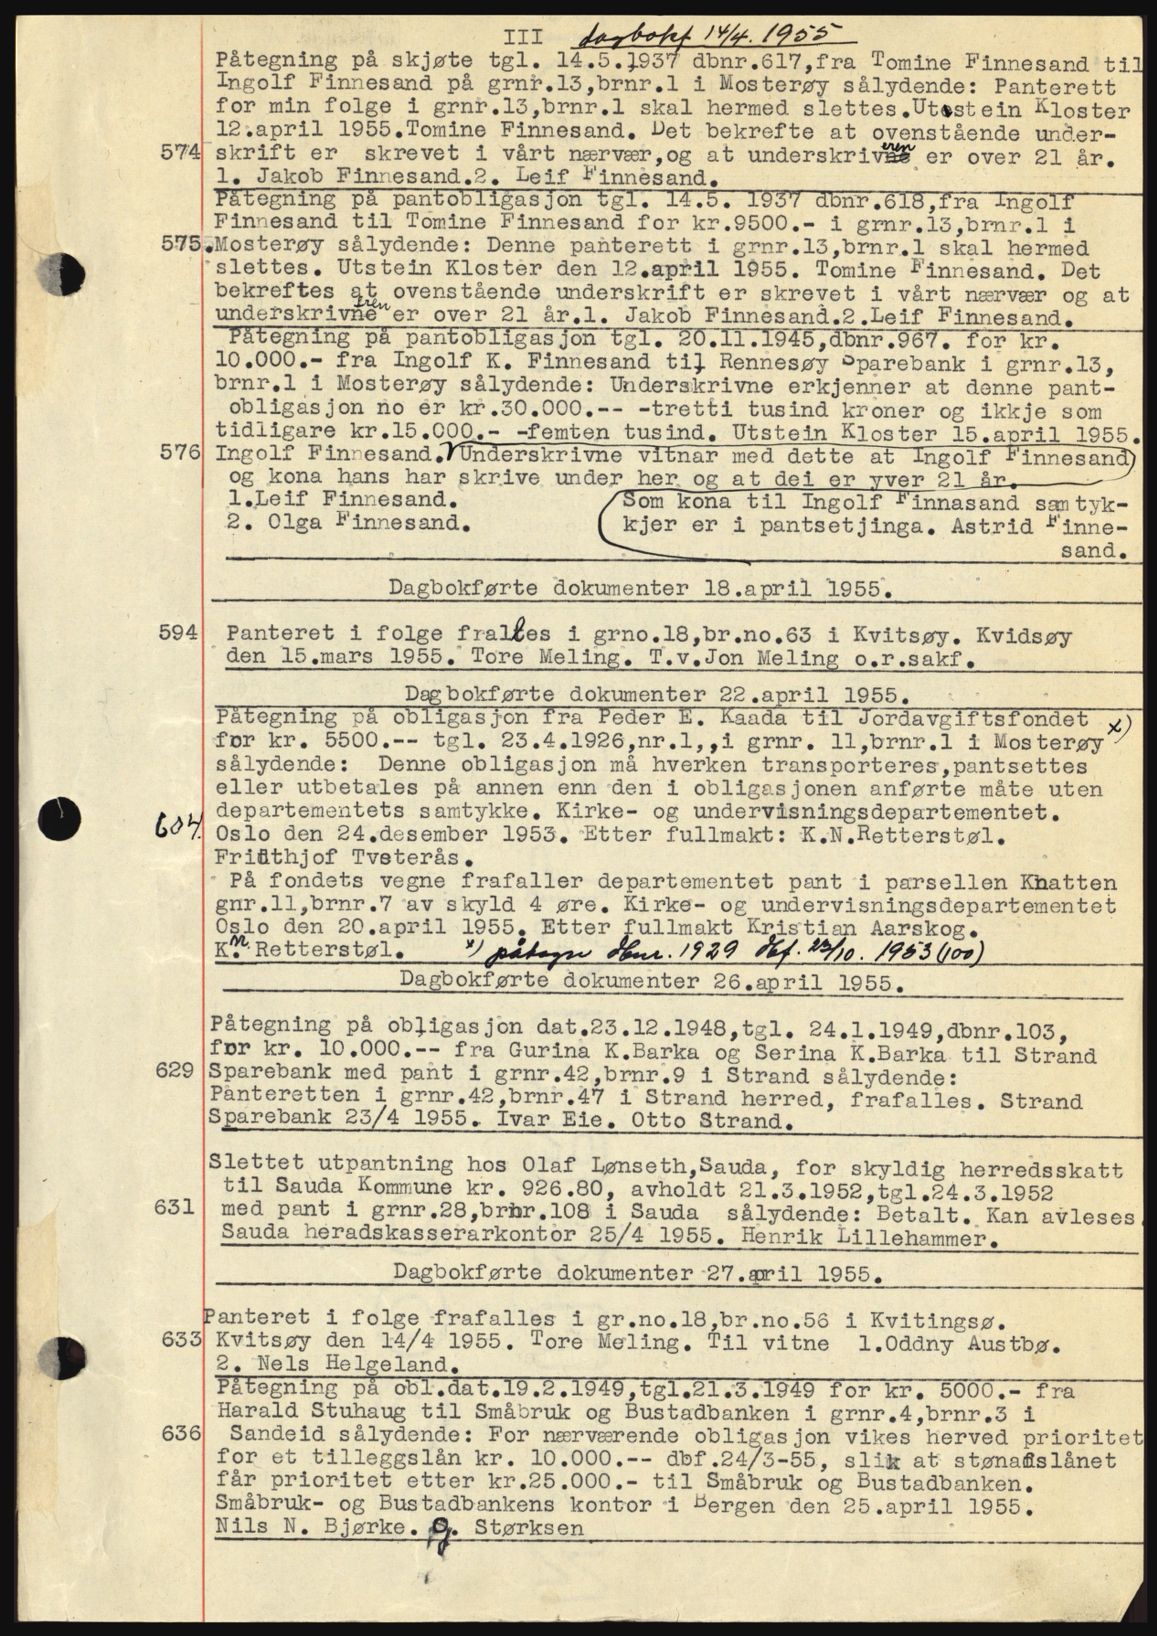 III dagbokf 14/4. 1955
Påtegning på skjøte tgl. 14.5.1937 dbnr.617,fra Tomine Finnesand til
Ingolf Finnesand på grnr.13,brnr.1 i Mosterøy sålydende: Panterett
for min folge i grnr.13,brnr.1 skal hermed slettes.Utstein Kloster
12.april 1955.Tomine Finnesand. Det bekrefte at ovenstående under-
574 skrift er skrevet i vårt nærvær,og at underskriveren er over 21 år.
1. Jakob Finnesand.2. Leif Finnesand.
Påtegning på pantobligasjon tgl. 14.5. 1937 dbnr.618,fra Ingolf
Finnesand til Tomine Finnesand for kr.9500.- i grnr.13,brnr.1 i
575. Mosterøy sålydende: Denne panterett i grnr.13,brnr.1 skal hermed
slettes. Utstein Kloster den 12.april 1955. Tomine Finnesand. Det
bekreftes at ovenstående underskrift er skrevet i vårt nærvær og at
underskriveren er over 21 år.1. Jakob Finnesand.2.Leif Finnesand.
Påtegning på pantobligasjon tgl. 20.11.1945,dbnr.967. for kr.
10.000.- fra Ingolf K. Finnesand til Rennesøy Sparebank i grnr.13,
brnr.1 i Mosterøy sålydende: Underskrivne erkjenner at denne pant-
obligasjon no er kr.30.000.-- -tretti tusind kroner og ikkje som
tidligare kr.15.000.- -femten tusind. Utstein Kloster 15.april 1955.
576 Ingolf Finnesand. Underskrivne vitnar med dette at Ingolf Finnesand
og kona hans har skrive under her og at dei er yver 21 år.
1.Leif Finnesand. Som kona til Ingolf Finnasand samtyk-
2. Olga Finnesand. kjer er i pantsetjinga. Astrid Finne-
sand.
Dagbokførte dokumenter 18.april 1955.
594 Panteret i folge fralles i grno.18,br.no.63 i Kvitsøy. Kvidsøy
den 15.mars 1955. Tore Meling. T.v.Jon Meling o.r.sakf.
Dagbokførte dokumenter 22.april 1955.
Påtegning på obligasjon fra Peder E. Kaada til Jordavgiftsfondet x)
for kr. 5500.-- tgl. 23.4.1926,nr.1,,i grnr. 11,brnr.1 i Mosterøy
sålydende: Denne obligasjon må hverken transporteres,pantsettes
eller utbetales på annen enn den i obligasjonen anførte måte uten
departementets samtykke. Kirke- og undervisningsdepartementet.
604. Oslo den 24.desember 1953. Etter fullmakt: K.N.Retterstøl.
Fridthjof Tvsterås.
På fondets vegne frafaller departementet pant i parsellen Knatten
gnr.11,brnr.7 av skyld 4 øre. Kirke- og undervisningsdepartementet
Oslo den 20.april 1955. Etter fullmakt Kristian Aarskog.
K.N. Retterstøl. x) påtegn dbnr. 1929 dbf. 23/10. 1953 (100)
Dagbokførte dokumenter 26.april 1955.
Påtegning på obligasjon dat.23.12.1948,tgl. 24.1.1949,dbnr.103,
for kr. 10.000.-- fra Gurina K.Barka og Serina K.Barka til Strand
629 Sparebank med pant i grnr.42,brnr.9 i Strand sålydende:
Panteretten i grnr.42,brnr.47 i Strand herred, frafalles. Strand
Sparebank 23/4 1955. Ivar Eie. Otto Strand.
Slettet utpantning hos Olaf Lønseth,Sauda, for skyldig herredsskatt
til Sauda Kommune kr. 926.80, avholdt 21.3.1952,tgl.24.3.1952
631 med pant i grnr.28,brnr.108 i Sauda sålydende: Betalt. Kan avleses.
Sauda heradskasserarkontor 25/4 1955. Henrik Lillehammer.
Dagbokførte dokumenter 27.april 1955.
Panteret i folge frafalles i gr.no.18,br.no.56 i Kvitingsø.
633 Kvitsøy den 14/4 1955. Tore Meling. Til vitne 1.Oddny Austbø.
2. Nels Helgeland.
Påtegning på obl.dat.19.2.1949,tgl.21.3.1949 for kr. 5000.- fra
Harald Stuhaug til Småbruk og Bustadbanken i grnr.4,brnr.3 i
636 Sandeid sålydende: For nærværende obligasjon vikes herved prioritet
for et tilleggslån kr. 10.000.-- dbf.24/3-55, slik at stønadslånet
får prioritet etter kr.25.000.- til Småbruk og Bustadbanken.
Småbruk- og Bustadbankens kontor i Bergen den 25.april 1955.
Nils N. Bjørke. g. Størksen